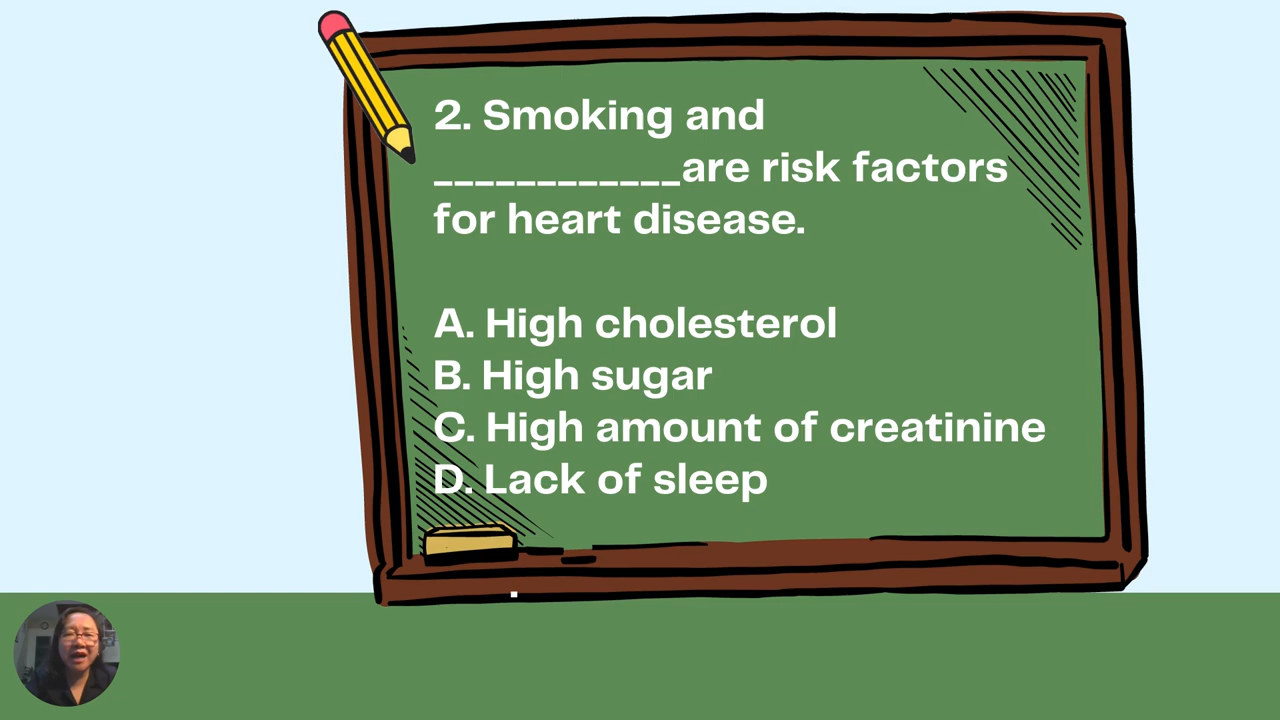 2. Smoking and
____________are risk factors
for heart disease.
A. High cholesterol
B. High sugar
C. High amount of creatinine
D. Lack of sleep